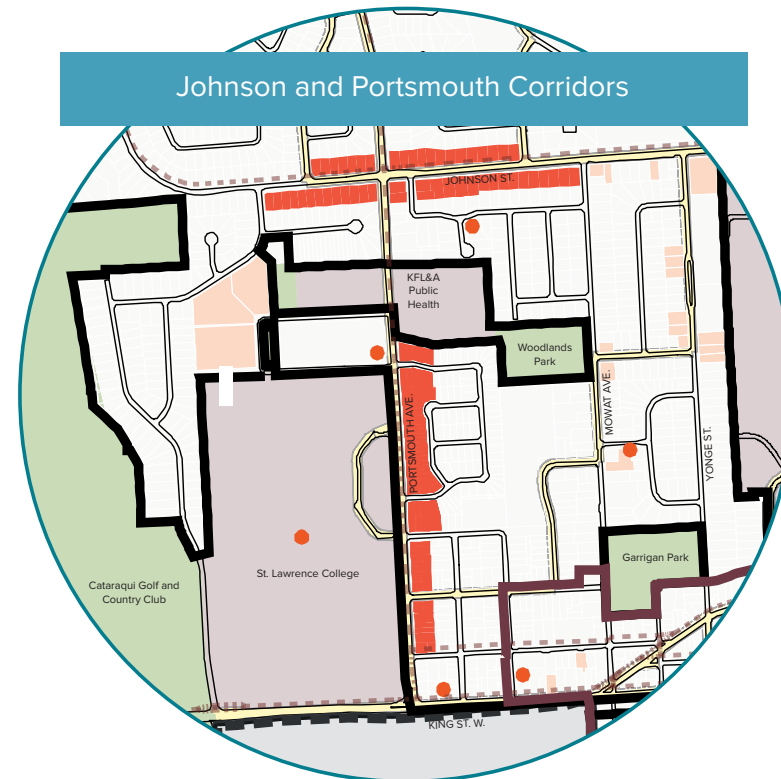 Johnson and Portsmouth Corridors
JOHNSON ST.
KFL&A
Public
Health
Woodlands
Park
PORTSMOUTH AVE.
MOWAT AVE.
YONGE ST.
Garrigan Park
St. Lawrence College
Cataraqui Golf and
Country Club
KING ST. W.